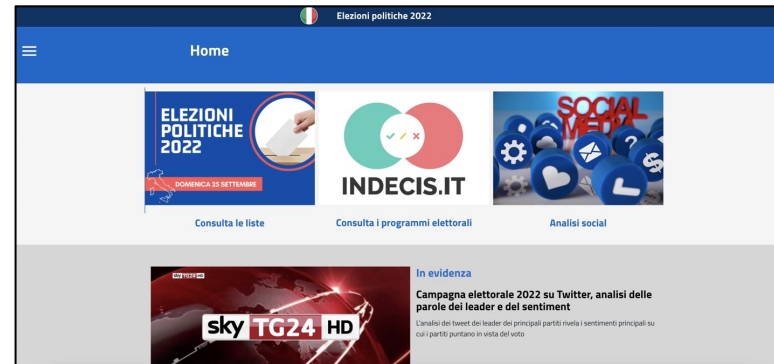 Elezioni politiche 2022
Home
ELEZIONI
POLITICHE
2022
DOMENICA 25 SETTEMBRE
INDECIS.IT
SOCIAL
MEDIA
Consulta le liste
Consulta i programmi elettorali
Analisi social
sky TG24 HD
sky TG24 HD
In evidenza
Campagna elettorale 2022 su Twitter, analisi delle
parole dei leader e del sentiment
L'analisi dei tweet dei leader dei principali partiti rivela i sentimenti principali su
cui i partiti puntano in vista del voto